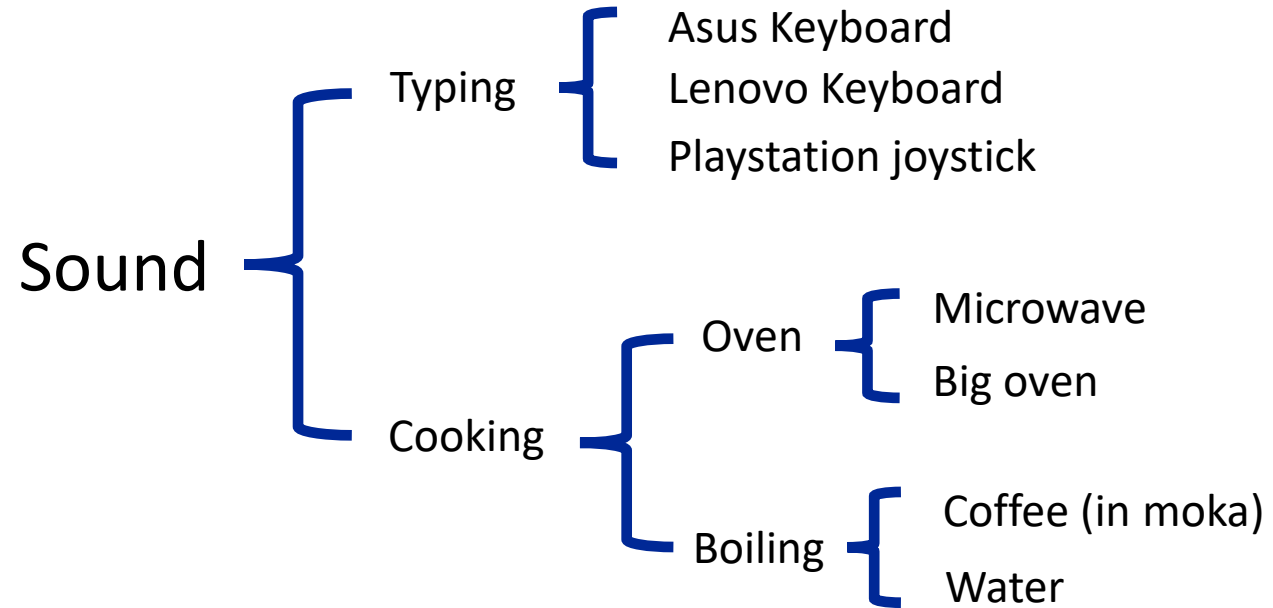 Sound
Typing
Asus Keyboard
Lenovo Keyboard
Playstation joystick
Cooking
Oven
Microwave
Big oven
Boiling
Coffee (in moka)
Water